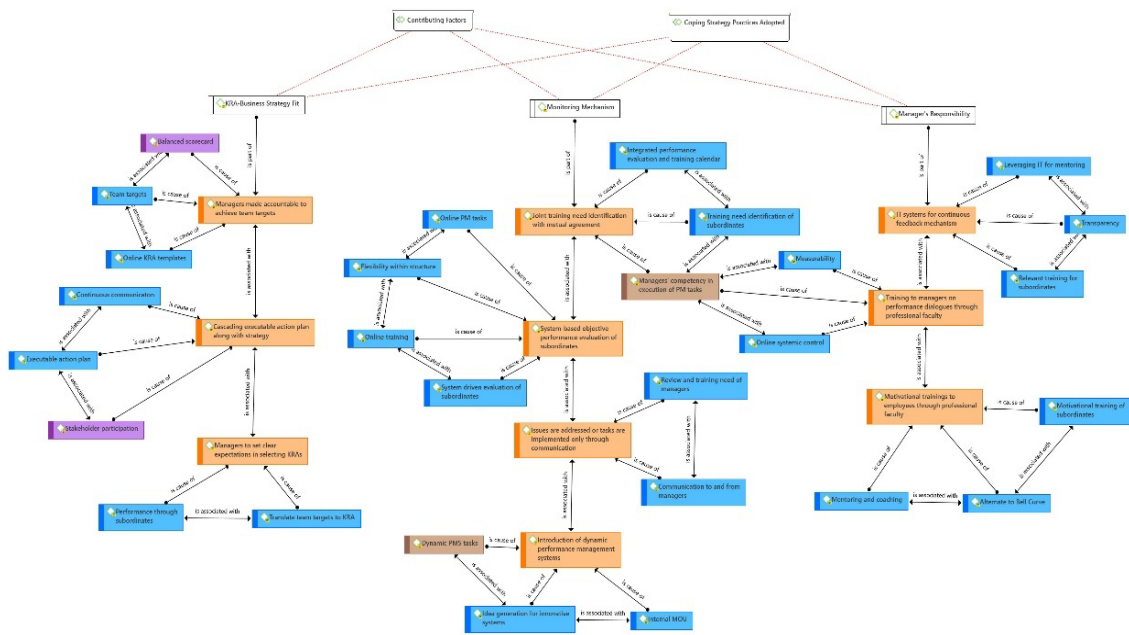 Contributing Factors
Coping Strategy Practices Adopted
KRA-Business Strategy Fit
Monitoring Mechanism
Manager's Responsibility
is part of
is part of
is part of
Balanced scorecard
is associated with
is cause of
Team targets
is cause of
Managers made accountable to
achieve team targets
is associated with
is cause of
Online KRA templates
is associated with
Continuous communicaton
is cause of
is associated with
Cascading executable action plan
along with strategy
Executable action plan
is cause of
is associated with
is cause of
Stakeholder participation
is associated with
Managers to set clear
expectations in selecting KRAs
is cause of
is cause of
Performance through
subordinates
is associated with
Translate team targets to KRA
Integrated performance
evaluation and training calendar
is cause of
is associated with
Joint training need identification
with mutual agreement
is cause of
Training need identification of
subordinates
is cause of
is associated with
Managers' competency in
execution of PM tasks
Online PM tasks
is associated with
is cause of
is associated with
Flexibility within structure
is cause of
is associated with
Online training
is cause of
System based objective
performance evaluation of
subordinates
is associated with
is cause of
System driven evaluation of
subordinates
is associated with
Review and training need of
managers
is cause of
Issues are addressed or tasks are
implemented only through
communication
is associated with
is cause of
Communication to and from
managers
is associated with
Dynamic PMS tasks
is cause of
Introduction of dynamic
performance management
systems
is associated with
is cause of
is cause of
Idea generation for innovative
systems
is associated with
Internal MOU
Leveraging IT for mentoring
is cause of
is associated with
IT systems for continuous
feedback mechanism
is cause of
Transparency
is cause of
is associated with
Relevant training for
subordinates
is associated with
Measurability
is associated with
is cause of
is cause of
Training to managers on
performance dialogues through
professional faculty
is associated with
is cause of
Online systemic control
is associated with
Motivational trainings to
employees through professional
faculty
is cause of
Motivational training of
subordinates
is cause of
is cause of
is associated with
Mentoring and coaching
is associated with
Alternate to Bell Curve